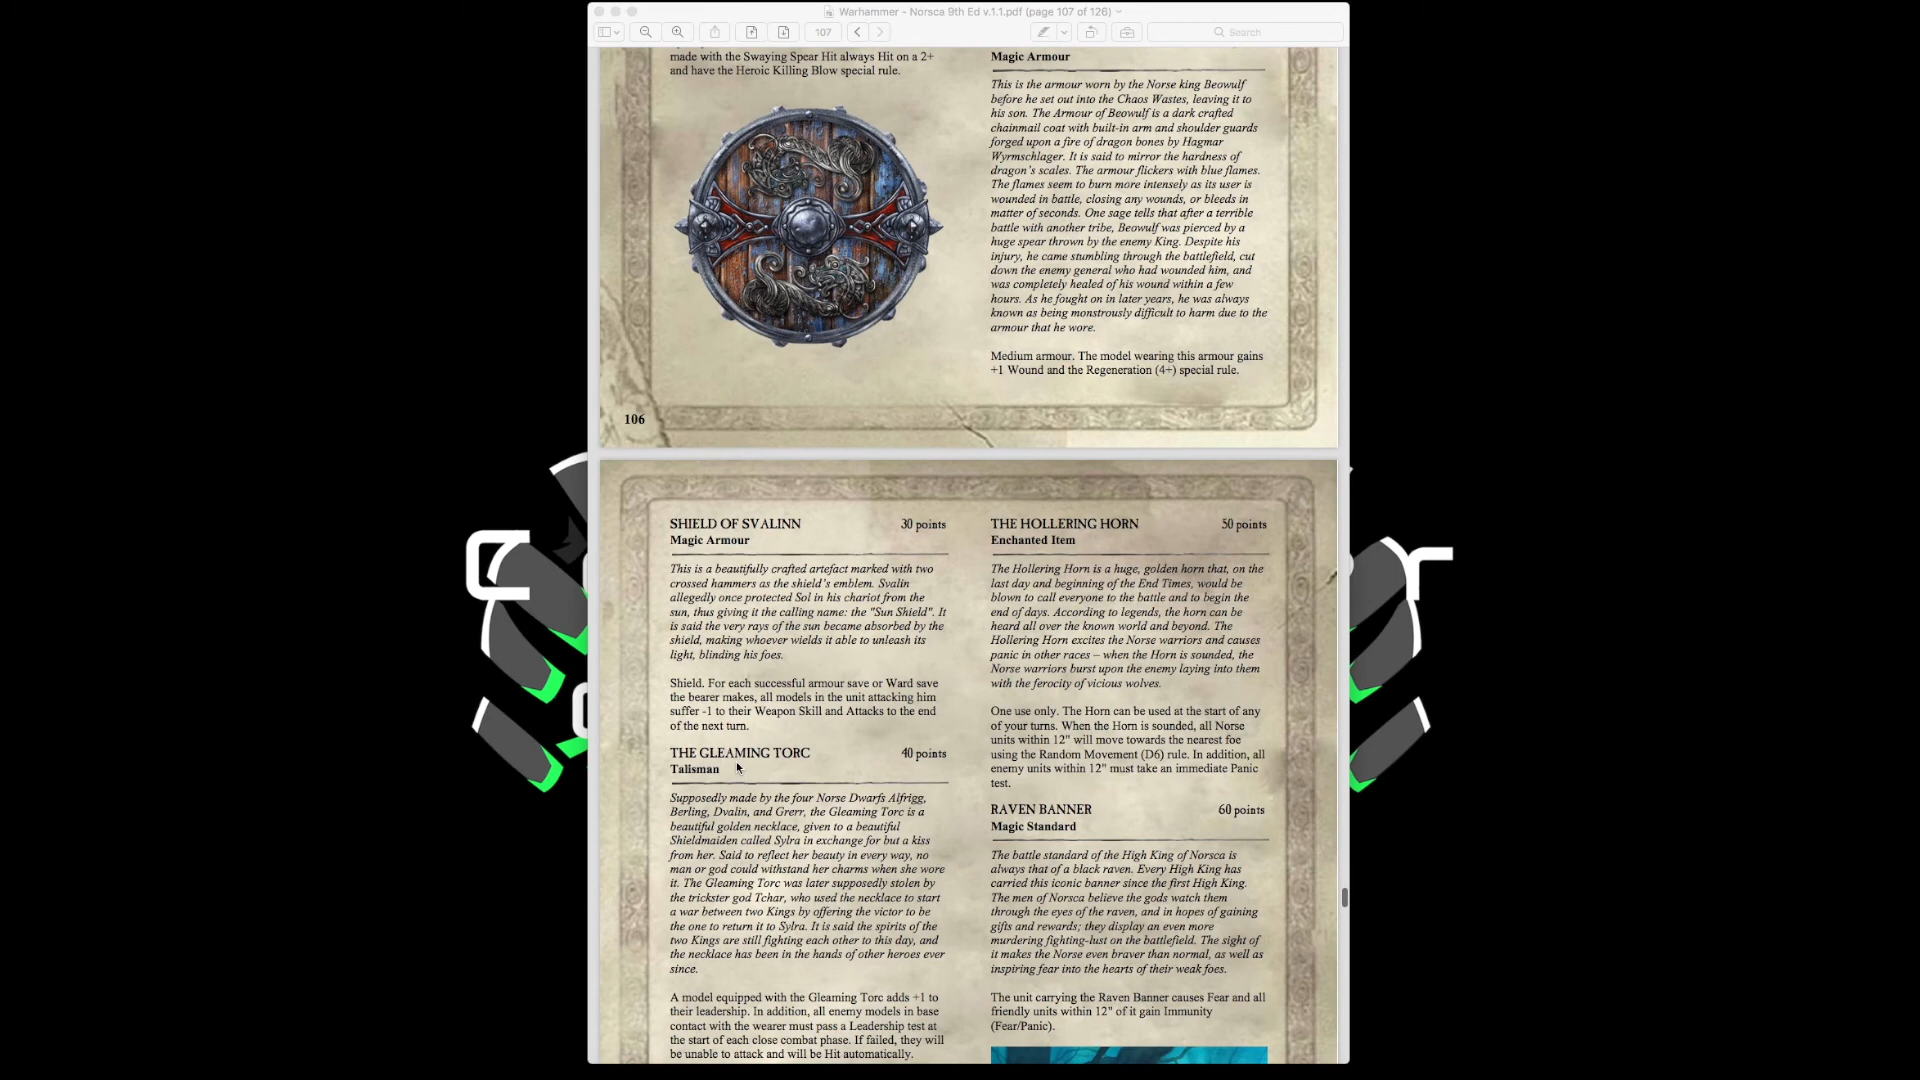 Warhammer - Norsca 9th Ed v.1.1.pdf (page 107 of 126)
107
Search
made with the Swaying Spear Hit always Hit on a 2+
and have the Heroic Killing Blow special rule.
Magic Armour
This is the armour worn by the Norse king Beowulf
before he set out into the Chaos Wastes, leaving it to
his son. The Armour of Beowulf is a dark crafted
chainmail coat with built-in arm and shoulder guards
forged upon a fire of dragon bones by Hagmar
Wyrmschlager. It is said to mirror the hardness of
dragon's scales. The armour flickers with blue flames.
The flames seem to burn more intensely as its user is
wounded in battle, closing any wounds, or bleeds in
matter of seconds. One sage tells that after a terrible
battle with another tribe, Beowulf was pierced by a
huge spear thrown by the enemy King. Despite his
injury, he came stumbling through the battlefield, cut
down the enemy general who had wounded him, and
was completely healed of his wound within a few
hours. As he fought on in later years, he was always
known as being monstrously difficult to harm due to the
armour that he wore.
Medium armour. The model wearing this armour gains
+1 Wound and the Regeneration (4+) special rule.
106
SHIELD OF SVALINN 30 points
Magic Armour
This is a beautifully crafted artefact marked with two
crossed hammers as the shield's emblem. Svalin
allegedly once protected Sol in his chariot from the
sun, thus giving it the calling name: the "Sun Shield". It
is said the very rays of the sun became absorbed by the
shield, making whoever wields it able to unleash its
light, blinding his foes.
Shield. For each successful armour save or Ward save
the bearer makes, all models in the unit attacking him
suffer -1 to their Weapon Skill and Attacks to the end
of the next turn.
THE GLEAMING TORC 40 points
Talisman
Supposedly made by the four Norse Dwarfs Alfrigg,
Berling, Dvalin, and Grerr, the Gleaming Torc is a
beautiful golden necklace, given to a beautiful
Shieldmaiden called Sylra in exchange for but a kiss
from her. Said to reflect her beauty in every way, no
man or god could withstand her charms when she wore
it. The Gleaming Torc was later supposedly stolen by
the trickster god Tchar, who used the necklace to start
a war between two Kings by offering the victor to be
the one to return it to Sylra. It is said the spirits of the
two Kings are still fighting each other to this day, and
the necklace has been in the hands of other heroes ever
since.
A model equipped with the Gleaming Torc adds +1 to
their leadership. In addition, all enemy models in base
contact with the wearer must pass a Leadership test at
the start of each close combat phase. If failed, they will
be unable to attack and will be Hit automatically.
THE HOLLERING HORN 50 points
Enchanted Item
The Hollering Horn is a huge, golden horn that, on the
last day and beginning of the End Times, would be
blown to call everyone to the battle and to begin the
end of days. According to legends, the horn can be
heard all over the known world and beyond. The
Hollering Horn excites the Norse warriors and causes
panic in other races – when the Horn is sounded, the
Norse warriors burst upon the enemy laying into them
with the ferocity of vicious wolves.
One use only. The Horn can be used at the start of any
of your turns. When the Horn is sounded, all Norse
units within 12" will move towards the nearest foe
using the Random Movement (D6) rule. In addition, all
enemy units within 12" must take an immediate Panic
test.
RAVEN BANNER 60 points
Magic Standard
The battle standard of the High King of Norsca is
always that of a black raven. Every High King has
carried this iconic banner since the first High King.
The men of Norsca believe the gods watch them
through the eyes of the raven, and in hopes of gaining
gifts and rewards; they display an even more
murdering fighting-lust on the battlefield. The sight of
it makes the Norse even braver than normal, as well as
inspiring fear into the hearts of their weak foes.
The unit carrying the Raven Banner causes Fear and all
friendly units within 12" of it gain Immunity
(Fear/Panic).